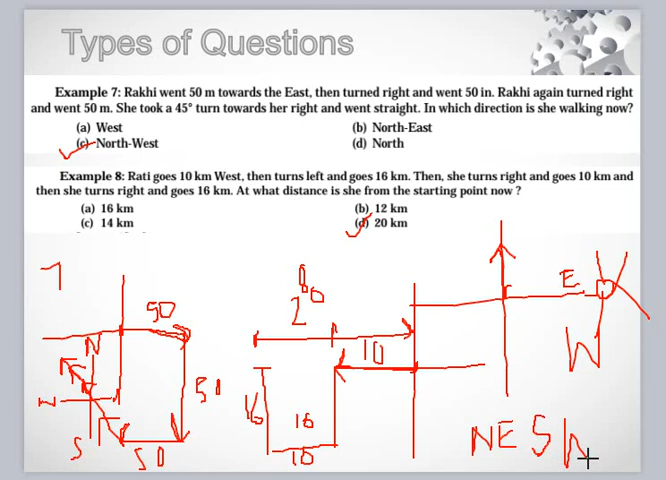 Types of Questions
Example 7: Rakhi went 50 m towards the East, then turned right and went 50 in. Rakhi again turned right
and went 50 m. She took a 45° turn towards her right and went straight. In which direction is she walking now?
(a) West (b) North-East
(c) North-West (d) North
Example 8: Rati goes 10 km West, then turns left and goes 16 km. Then, she turns right and goes 10 km and
then she turns right and goes 16 km. At what distance is she from the starting point now ?
(a) 16 km (b) 12 km
(c) 14 km (d) 20 km
E
50
20
10
N
50
16
16
S
50
10
NE S